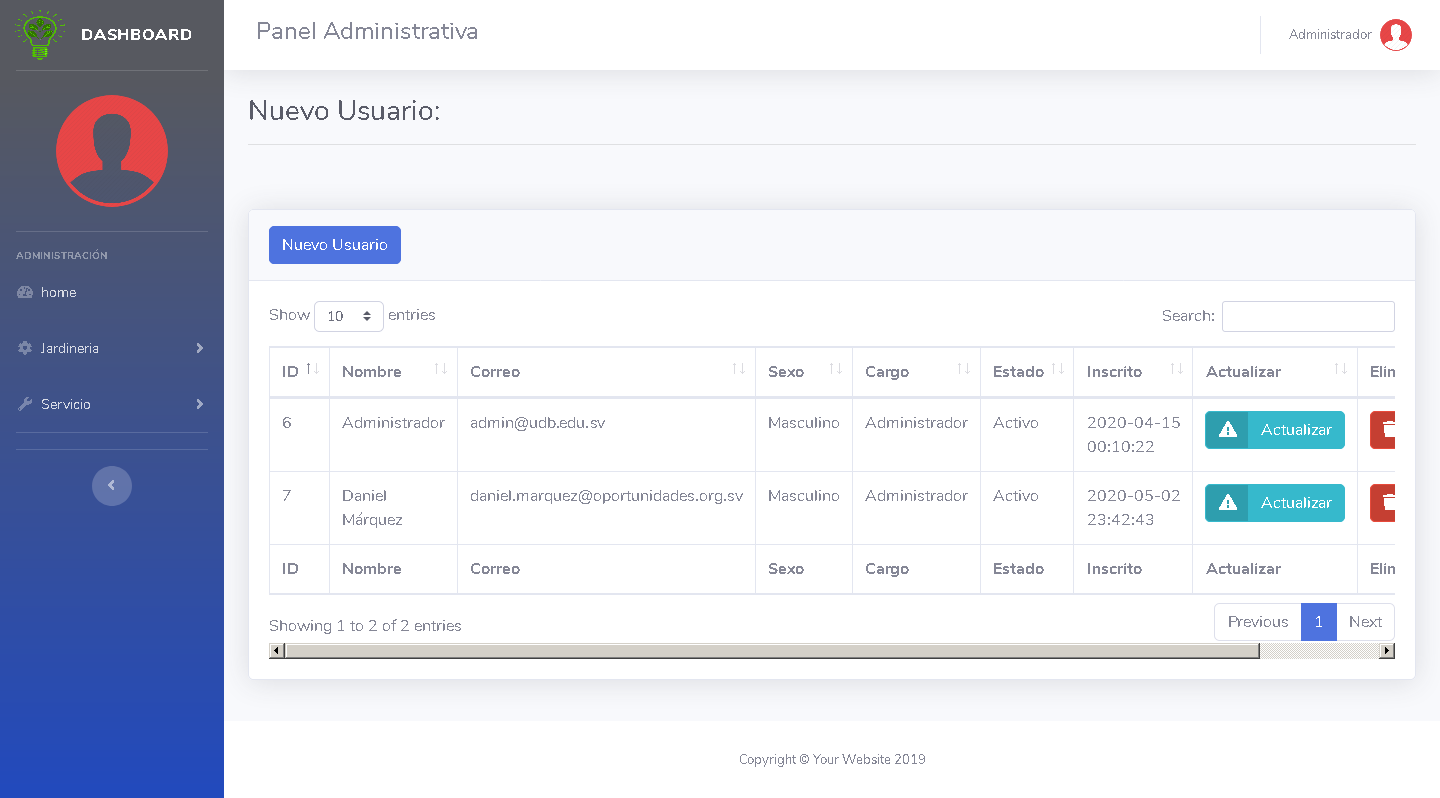 DASHBOARD
Panel Administrativa
Administrador
Nuevo Usuario:
ADMINISTRACIÓN
home
Jardineria
Servicio
Nuevo Usuario
Show 10 entries
Search:
ID Nombre Correo Sexo Cargo Estado Inscrito Actualizar Elin
6 Administrador admin@udb.edu.sv Masculino Administrador Activo 2020-04-15 00:10:22 Actualizar
7 Daniel Márquez daniel.marquez@oportunidades.org.sv Masculino Administrador Activo 2020-05-02 23:42:43 Actualizar
ID Nombre Correo Sexo Cargo Estado Inscrito Actualizar Elin
Showing 1 to 2 of 2 entries
Previous 1 Next
Copyright © Your Website 2019